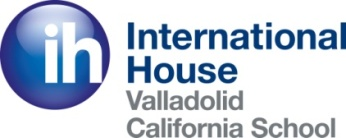 ih
International
House
Valladolid
California School